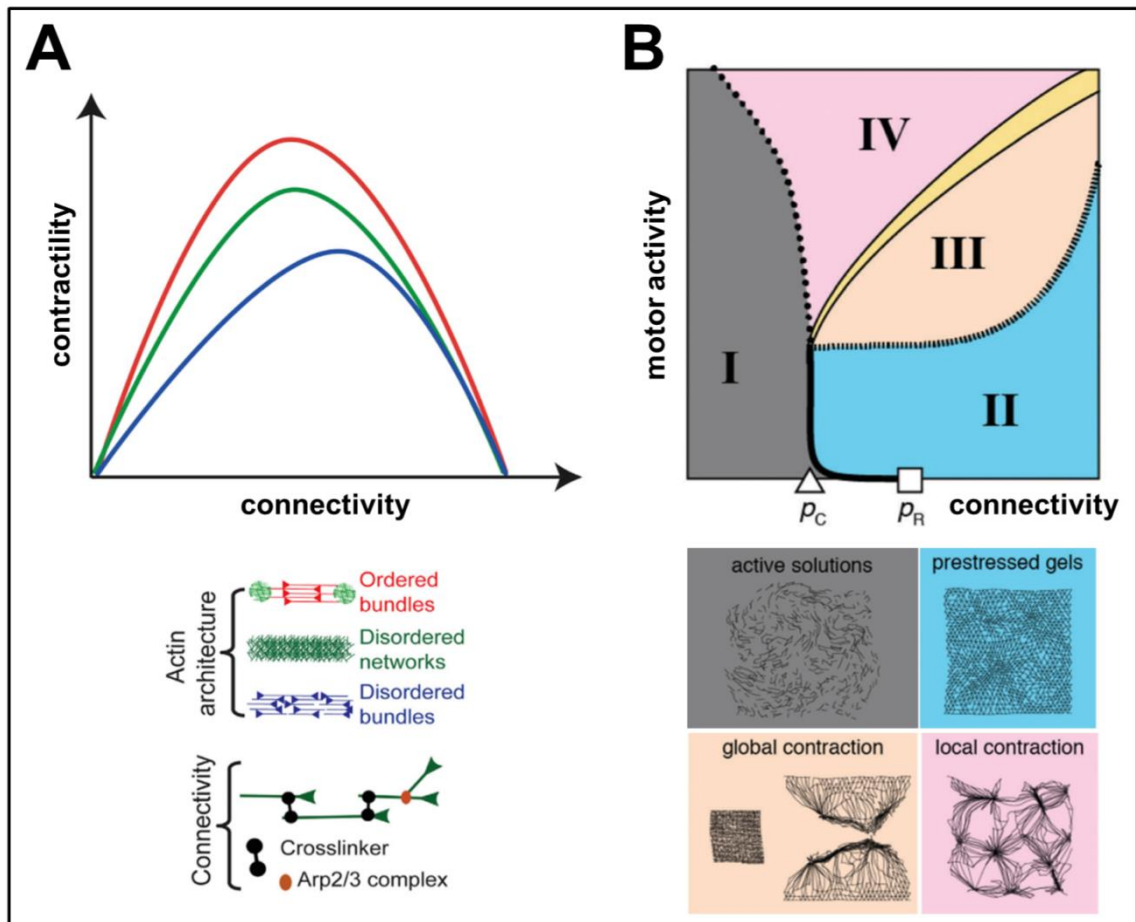 A
contractility
connectivity
Actin
architecture
Ordered
bundles
Disordered
networks
Disordered
bundles
Connectivity
Crosslinker
Arp2/3 complex
B
motor activity
I
II
III
IV
pC
pR
connectivity
active solutions
prestressed gels
global contraction
local contraction